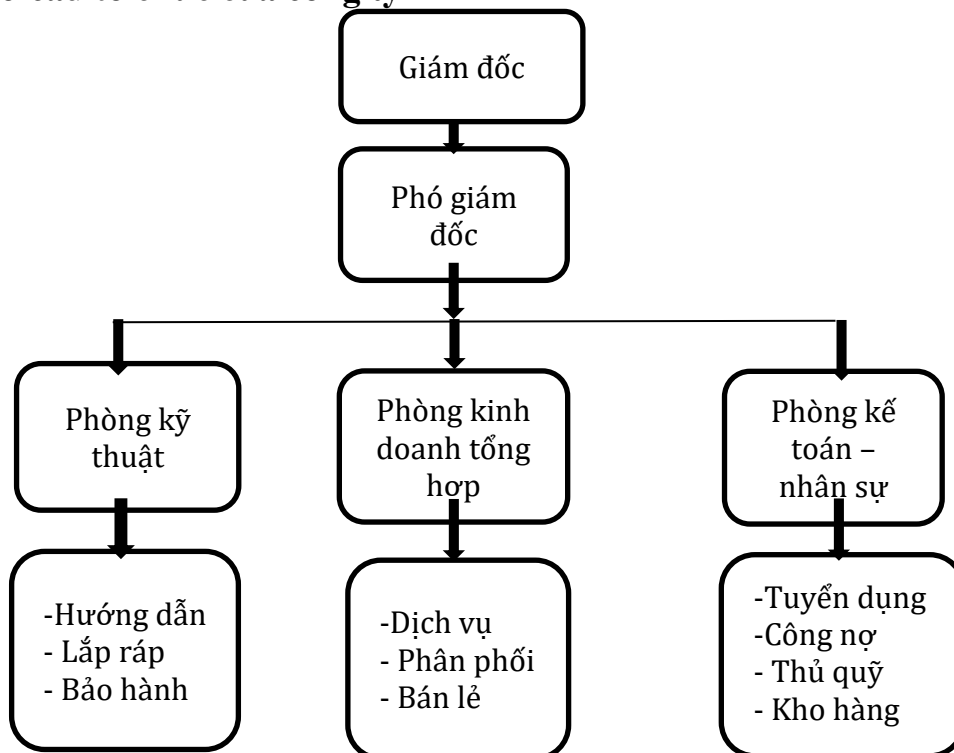 Giám đốc
Phó giám
đốc
Phòng kỹ
thuật
Phòng kinh
doanh tổng
hợp
Phòng kế
toán –
nhân sự
-Hướng dẫn
- Lắp ráp
- Bảo hành
-Dịch vụ
- Phân phối
- Bán lẻ
-Tuyển dụng
-Công nợ
- Thủ quỹ
- Kho hàng